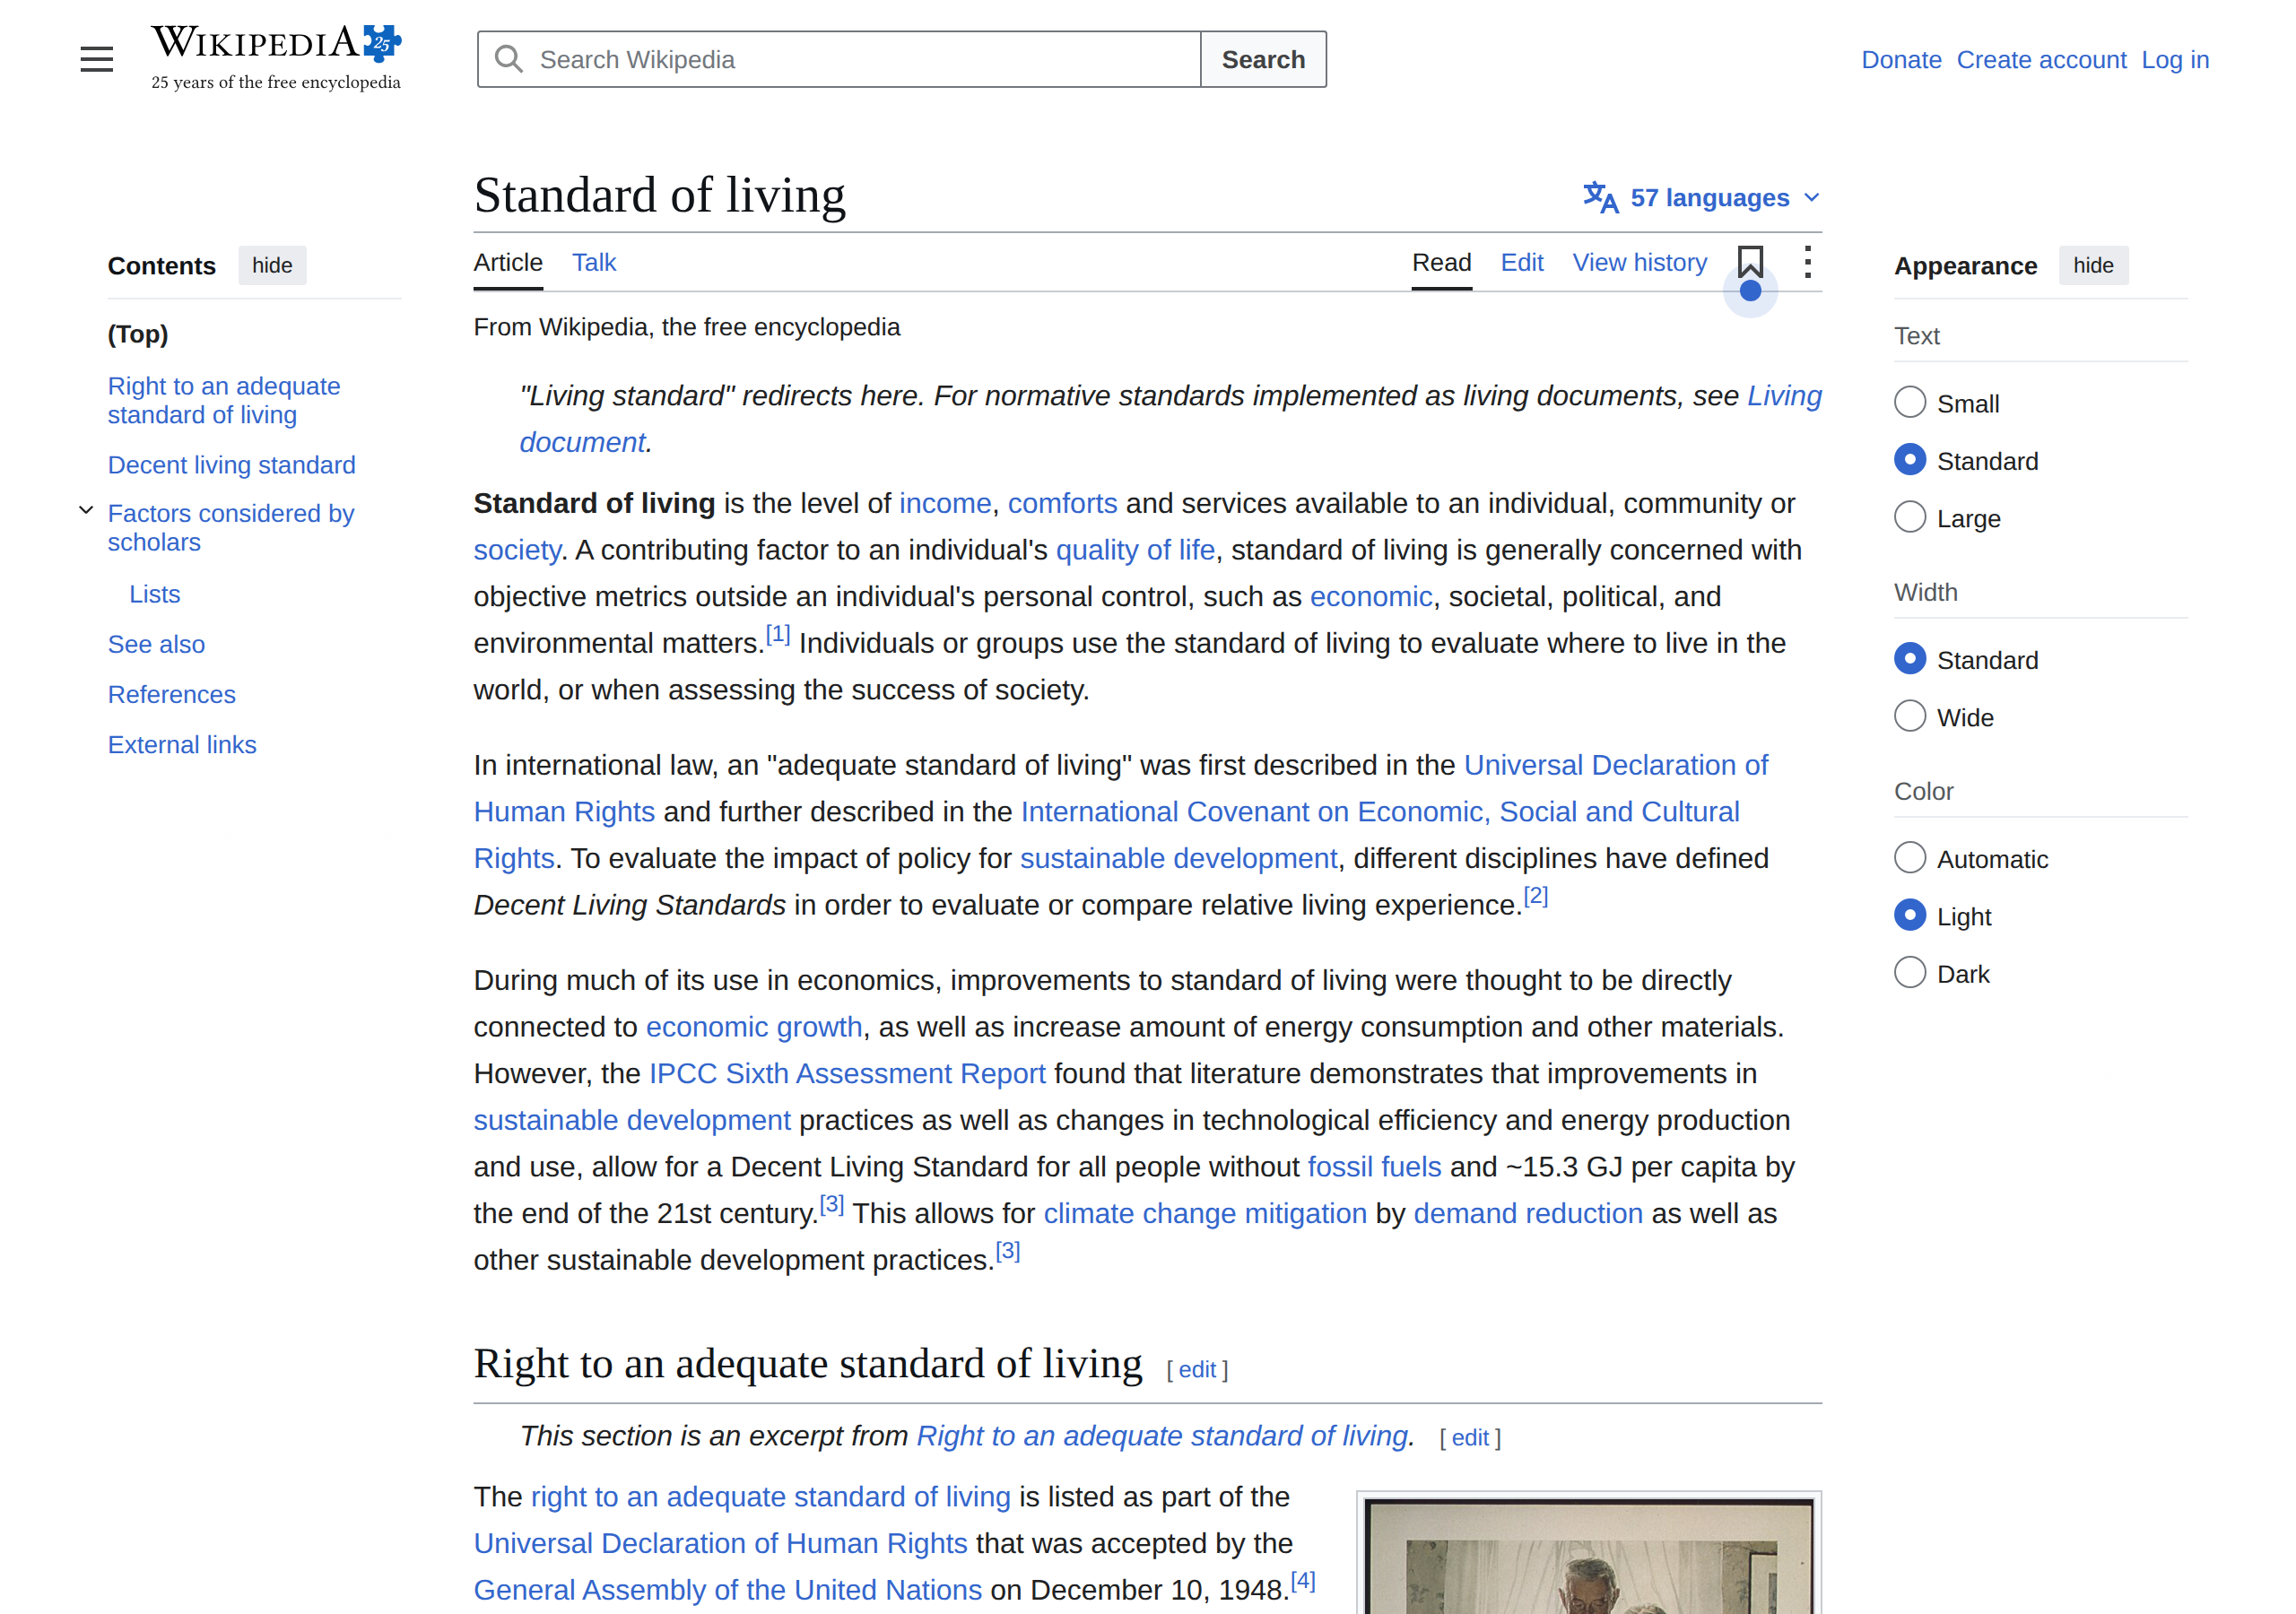 WIKIPEDIA 25
25 years of the free encyclopedia
Search Wikipedia
Search
Donate Create account Log in
Standard of living
57 languages
Article Talk
Read Edit View history
Contents hide
(Top)
Right to an adequate
standard of living
Decent living standard
Factors considered by
scholars
Lists
See also
References
External links
From Wikipedia, the free encyclopedia
"Living standard" redirects here. For normative standards implemented as living documents, see Living
document.
Standard of living is the level of income, comforts and services available to an individual, community or
society. A contributing factor to an individual's quality of life, standard of living is generally concerned with
objective metrics outside an individual's personal control, such as economic, societal, political, and
environmental matters.[1] Individuals or groups use the standard of living to evaluate where to live in the
world, or when assessing the success of society.
In international law, an "adequate standard of living" was first described in the Universal Declaration of
Human Rights and further described in the International Covenant on Economic, Social and Cultural
Rights. To evaluate the impact of policy for sustainable development, different disciplines have defined
Decent Living Standards in order to evaluate or compare relative living experience.[2]
During much of its use in economics, improvements to standard of living were thought to be directly
connected to economic growth, as well as increase amount of energy consumption and other materials.
However, the IPCC Sixth Assessment Report found that literature demonstrates that improvements in
sustainable development practices as well as changes in technological efficiency and energy production
and use, allow for a Decent Living Standard for all people without fossil fuels and ~15.3 GJ per capita by
the end of the 21st century.[3] This allows for climate change mitigation by demand reduction as well as
other sustainable development practices.[3]
Right to an adequate standard of living [ edit ]
This section is an excerpt from Right to an adequate standard of living. [ edit ]
The right to an adequate standard of living is listed as part of the
Universal Declaration of Human Rights that was accepted by the
General Assembly of the United Nations on December 10, 1948.[4]
Appearance hide
Text
Small
Standard
Large
Width
Standard
Wide
Color
Automatic
Light
Dark